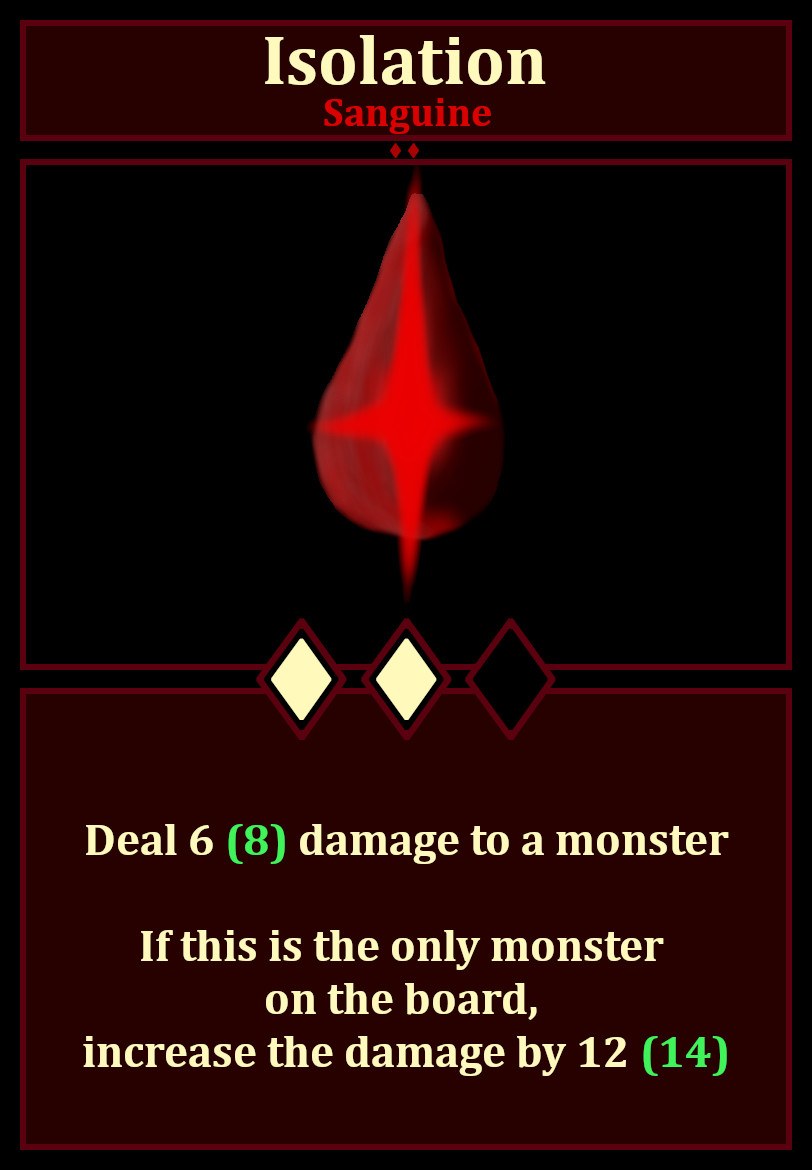 Isolation
Sanguine
Deal 6 (8) damage to a monster
If this is the only monster
on the board,
increase the damage by 12 (14)